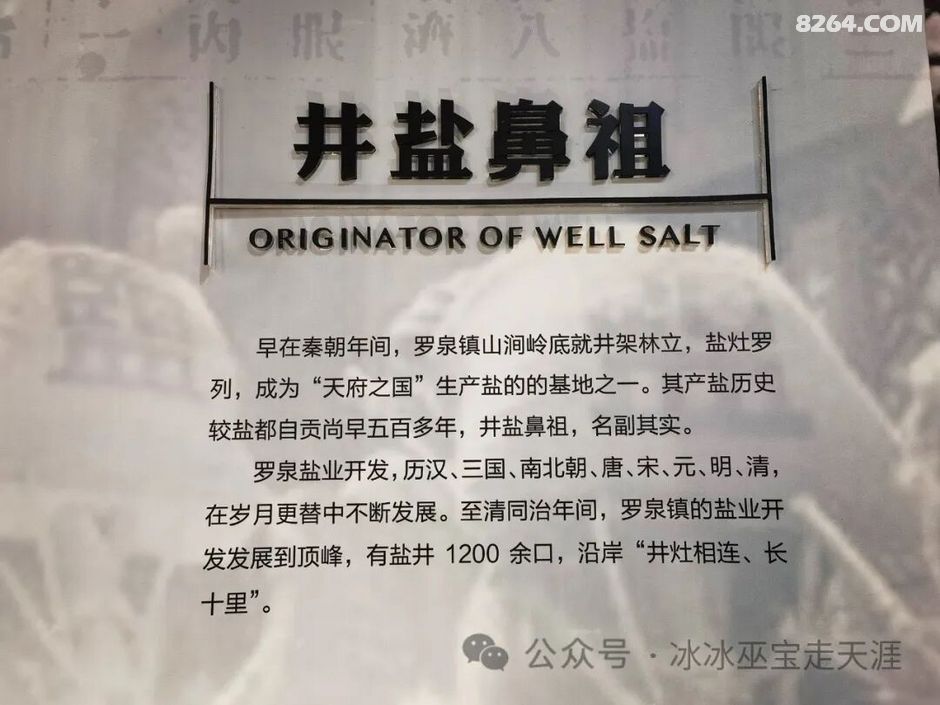 8264.COM
井盐鼻祖
ORIGINATOR OF WELL SALT
早在秦朝年间，罗泉镇山涧岭底就井架林立，盐灶罗
列，成为“天府之国”生产盐的的基地之一。其产盐历史
较盐都自贡尚早五百多年，井盐鼻祖，名副其实。
罗泉盐业开发，历汉、三国、南北朝、唐、宋、元、明、清，
在岁月更替中不断发展。至清同治年间，罗泉镇的盐业开
发发展到顶峰，有盐井 1200 余口，沿岸“井灶相连、长
十里”。
公众号·冰冰巫宝走天涯